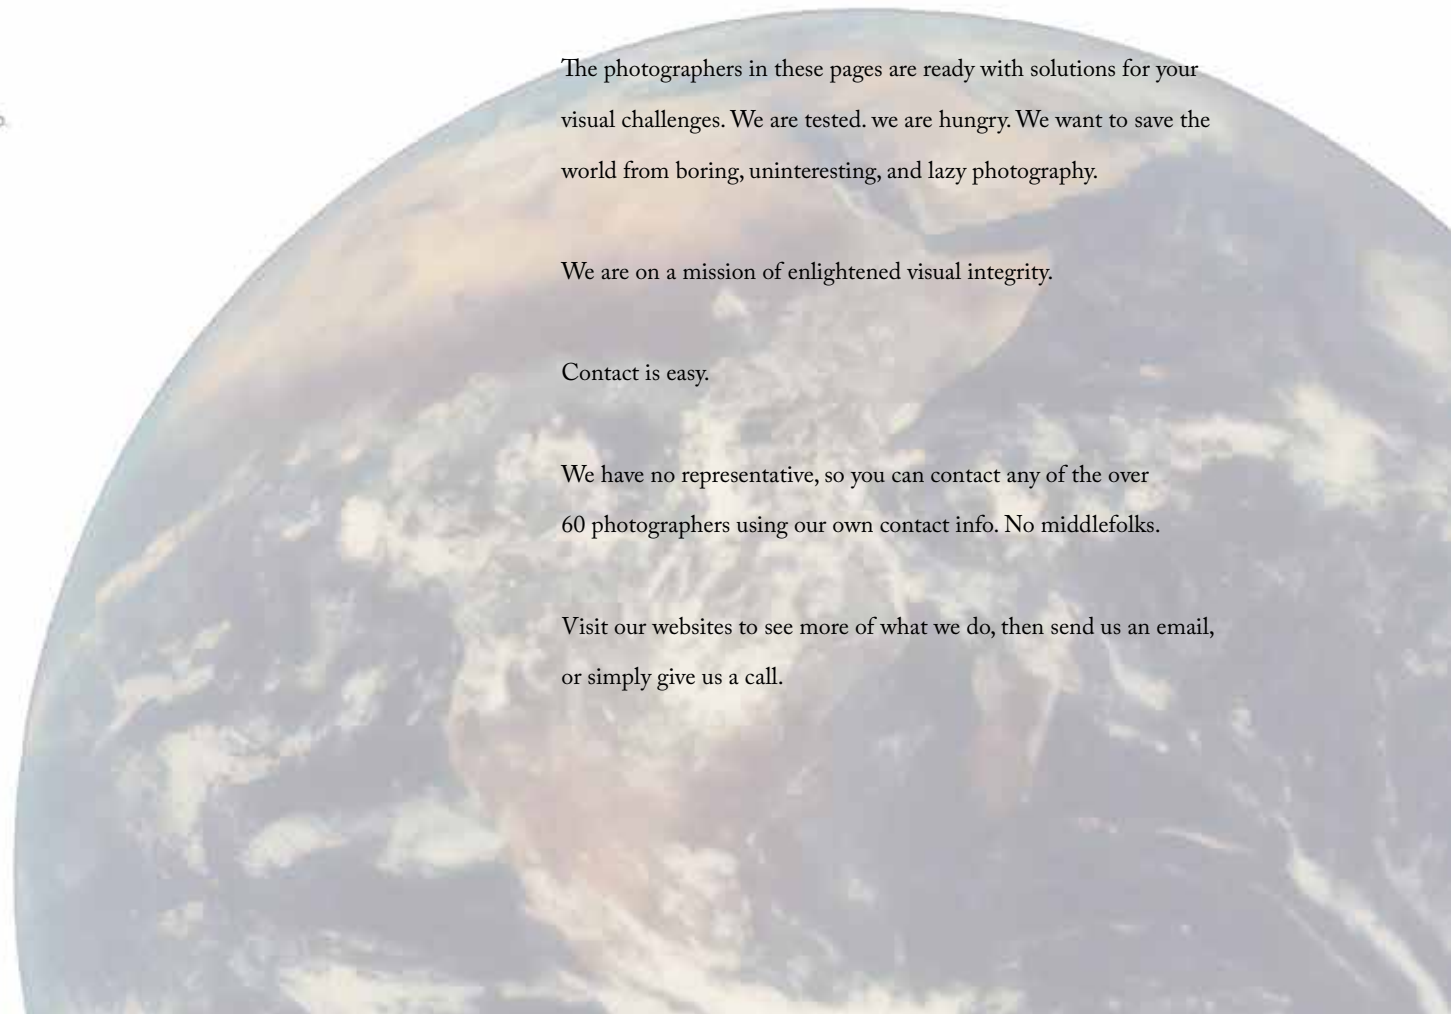 The photographers in these pages are ready with solutions for your
visual challenges. We are tested. we are hungry. We want to save the
world from boring, uninteresting, and lazy photography.
We are on a mission of enlightened visual integrity.
Contact is easy.
We have no representative, so you can contact any of the over
60 photographers using our own contact info. No middlefolks.
Visit our websites to see more of what we do, then send us an email,
or simply give us a call.